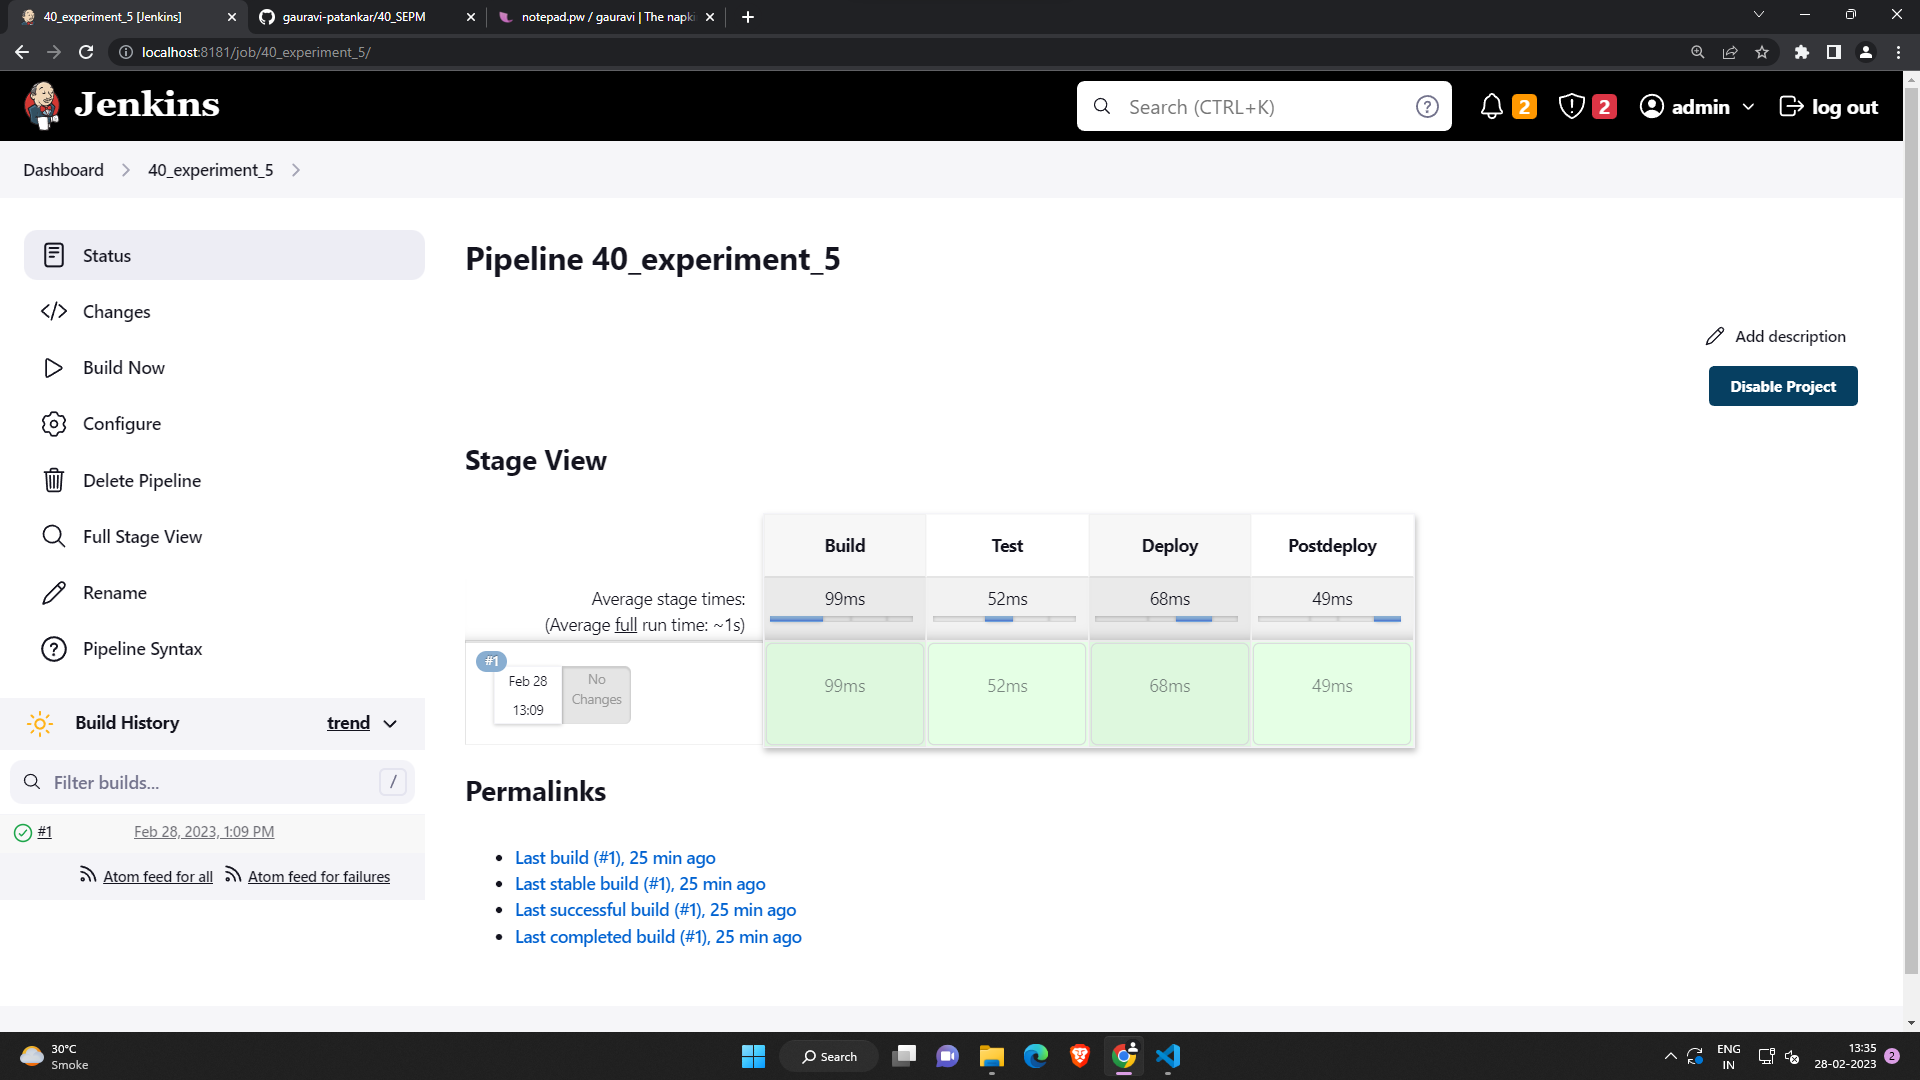 40_experiment_5 [Jenkins]
gauravi-patankar/40_SEPM
notepad.pw / gauravi | The napki
localhost:8181/job/40_experiment_5/
Jenkins
Search (CTRL+K)
?
2
2
admin
log out
Dashboard
40_experiment_5
Status
Changes
Build Now
Configure
Delete Pipeline
Full Stage View
Rename
Pipeline Syntax
Build History
trend
Filter builds...
/
#1
Feb 28, 2023, 1:09 PM
Atom feed for all
Atom feed for failures
Pipeline 40_experiment_5
Add description
Disable Project
Stage View
Build
Test
Deploy
Postdeploy
Average stage times:
(Average full run time: ~1s)
99ms
52ms
68ms
49ms
#1
Feb 28
13:09
No
Changes
99ms
52ms
68ms
49ms
Permalinks
Last build (#1), 25 min ago
Last stable build (#1), 25 min ago
Last successful build (#1), 25 min ago
Last completed build (#1), 25 min ago
30°C
Smoke
Search
ENG
IN
13:35
28-02-2023
2